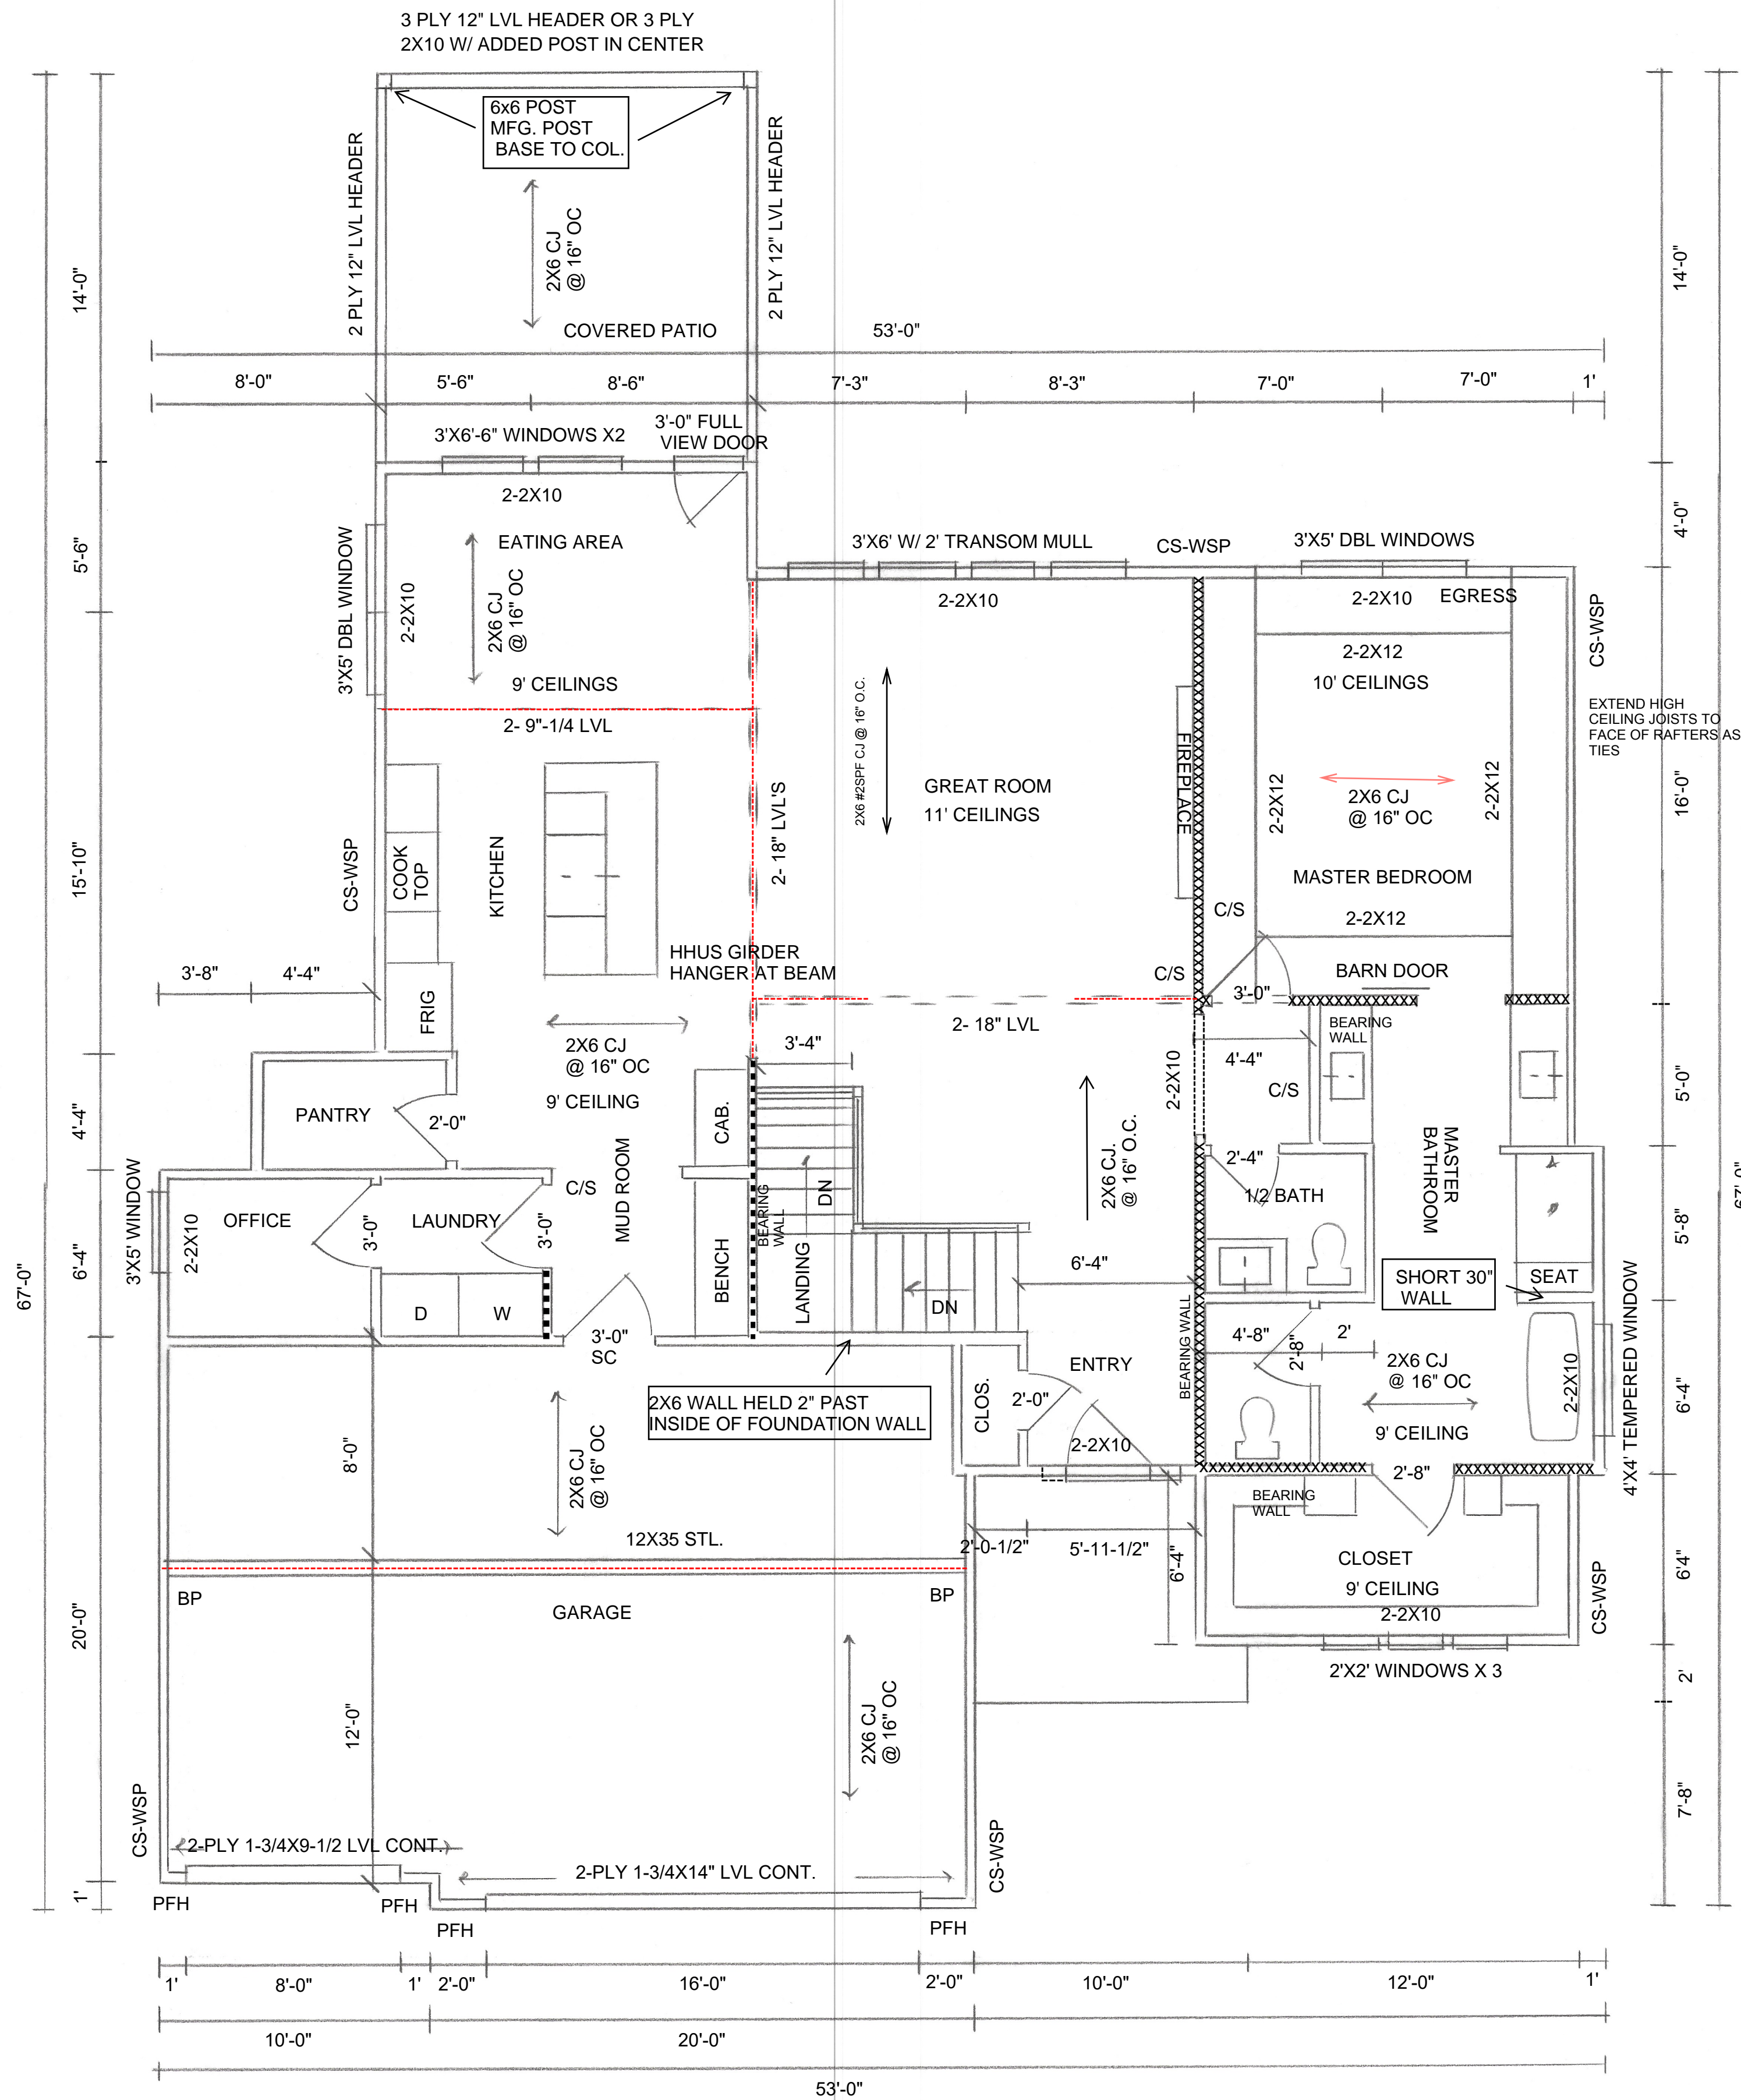 3 PLY 12" LVL HEADER OR 3 PLY
2X10 W/ ADDED POST IN CENTER
6x6 POST
MFG. POST
BASE TO COL.
2 PLY 12" LVL HEADER
2 PLY 12" LVL HEADER
2X6 CJ
@ 16" OC
14'-0"
14'-0"
COVERED PATIO
53'-0"
8'-0"
5'-6"
8'-6"
7'-3"
8'-3"
7'-0"
7'-0"
1'
3'X6'-6" WINDOWS X2
3'-0" FULL
VIEW DOOR
2-2X10
EATING AREA
3'X6' W/ 2' TRANSOM MULL
CS-WSP
3'X5' DBL WINDOWS
4'-0"
5'-6"
3'X5' DBL WINDOW
2-2X10
2X6 CJ
@ 16" OC
9' CEILINGS
2- 9"-1/4 LVL
2-2X10
2-2X10
EGRESS
CS-WSP
2-2X12
10' CEILINGS
EXTEND HIGH
CEILING JOISTS TO
FACE OF RAFTERS AS
TIES
2X6 #2SPF CJ @ 16" O.C.
GREAT ROOM
11' CEILINGS
FIREPLACE
2-2X12
2X6 CJ
@ 16" OC
2-2X12
16'-0"
2- 18" LVL'S
15'-10"
CS-WSP
COOK
TOP
KITCHEN
MASTER BEDROOM
C/S
2-2X12
HHUS GIRDER
HANGER AT BEAM
C/S
BARN DOOR
3'-8"
4'-4"
FRIG
3'-0"
2- 18" LVL
BEARING
WALL
2X6 CJ
@ 16" OC
3'-4"
2-2X10
4'-4"
C/S
5'-0"
9' CEILING
PANTRY
2'-0"
4'-4"
CAB.
2X6 CJ.
@ 16" O.C.
MASTER
BATHROOM
2'-4"
1/2 BATH
C/S
MUD ROOM
DN
BEARING
WALL
3'X5' WINDOW
2-2X10
OFFICE
3'-0"
LAUNDRY
3'-0"
6'-4"
5'-8"
67'-0"
67'-0"
BENCH
LANDING
6'-4"
DN
SHORT 30"
WALL
SEAT
D
W
3'-0"
SC
BEARING WALL
4'-8"
2'-8"
2'
4'X4' TEMPERED WINDOW
ENTRY
2X6 CJ
@ 16" OC
2-2X10
6'-4"
2X6 WALL HELD 2" PAST
INSIDE OF FOUNDATION WALL
CLOS.
2'-0"
2-2X10
9' CEILING
2'-8"
8'-0"
2X6 CJ
@ 16" OC
BEARING
WALL
12X35 STL.
2'-0-1/2"
5'-11-1/2"
6'-4"
CLOSET
9' CEILING
2-2X10
6'4"
CS-WSP
BP
BP
GARAGE
20'-0"
2'X2' WINDOWS X 3
2'
12'-0"
2X6 CJ
@ 16" OC
7'-8"
CS-WSP
2-PLY 1-3/4X9-1/2 LVL CONT.
2-PLY 1-3/4X14" LVL CONT.
CS-WSP
1'
PFH
PFH
PFH
PFH
1'
8'-0"
1'
2'-0"
16'-0"
2'-0"
10'-0"
12'-0"
1'
10'-0"
20'-0"
53'-0"